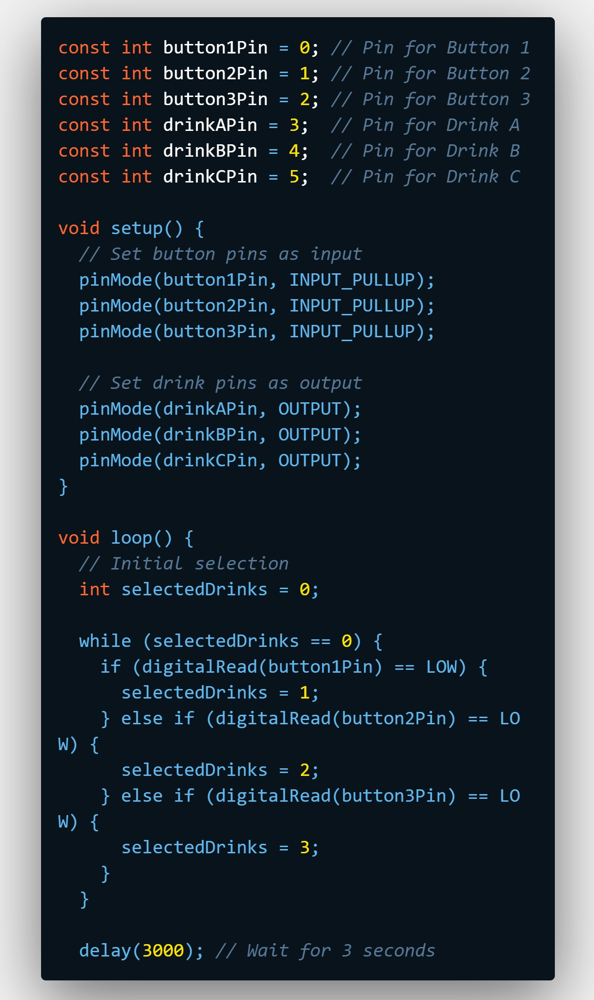 const int button1Pin = 0; // Pin for Button 1
const int button2Pin = 1; // Pin for Button 2
const int button3Pin = 2; // Pin for Button 3
const int drinkAPin = 3;  // Pin for Drink A
const int drinkBPin = 4;  // Pin for Drink B
const int drinkCPin = 5;  // Pin for Drink C

void setup() {
  // Set button pins as input
  pinMode(button1Pin, INPUT_PULLUP);
  pinMode(button2Pin, INPUT_PULLUP);
  pinMode(button3Pin, INPUT_PULLUP);

  // Set drink pins as output
  pinMode(drinkAPin, OUTPUT);
  pinMode(drinkBPin, OUTPUT);
  pinMode(drinkCPin, OUTPUT);
}

void loop() {
  // Initial selection
  int selectedDrinks = 0;

  while (selectedDrinks == 0) {
    if (digitalRead(button1Pin) == LOW) {
      selectedDrinks = 1;
    } else if (digitalRead(button2Pin) == LO
W) {
      selectedDrinks = 2;
    } else if (digitalRead(button3Pin) == LO
W) {
      selectedDrinks = 3;
    }
  }

  delay(3000); // Wait for 3 seconds